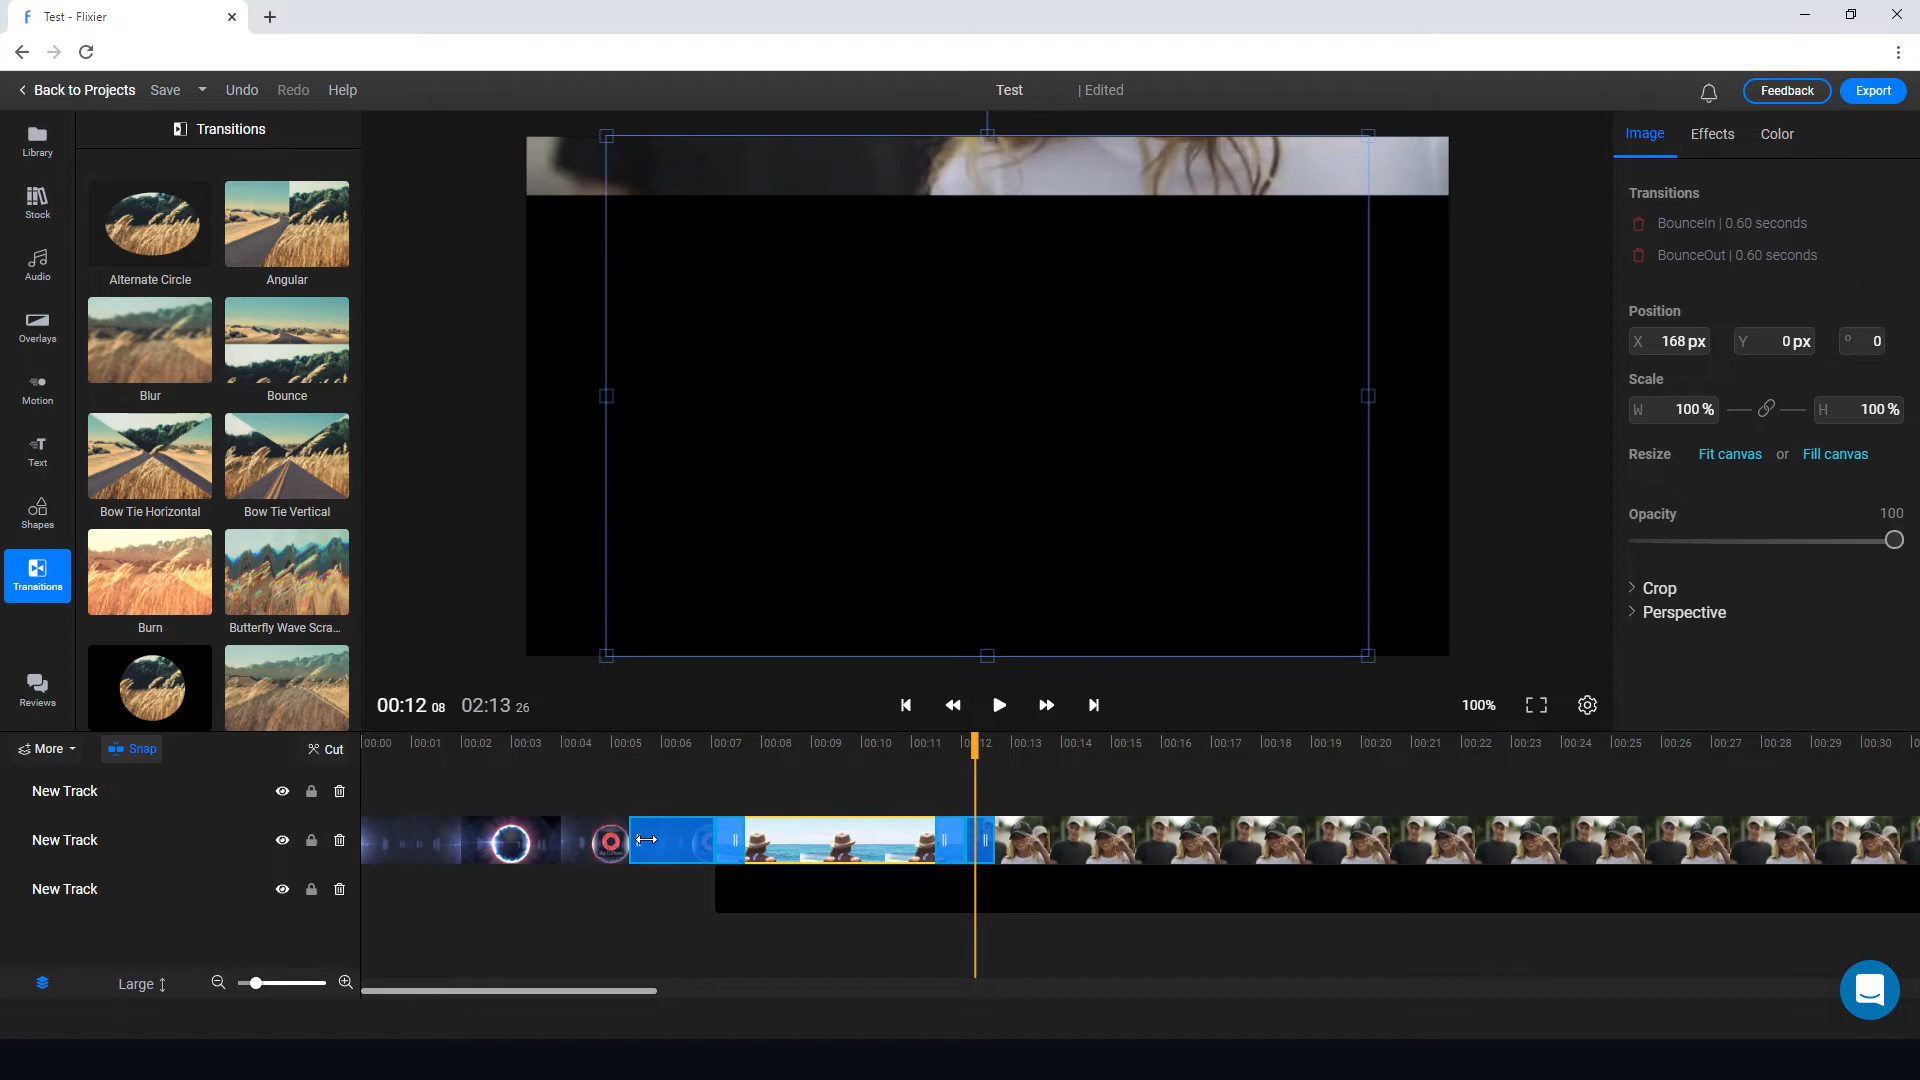 Test - Flixier
Back to Projects Save Undo Redo Help
Test | Edited
Feedback Export
Library
Stock
Audio
Overlays
Motion
Text
Shapes
Transitions
Reviews
Transitions
Alternate Circle Angular
Blur Bounce
Bow Tie Horizontal Bow Tie Vertical
Burn Butterfly Wave Scra...
Image Effects Color
Transitions
BounceIn | 0.60 seconds
BounceOut | 0.60 seconds
Position
X 168 px Y 0 px ° 0
Scale
W 100 % H 100 %
Resize Fit canvas or Fill canvas
Opacity 100
Crop
Perspective
00:12 08 02:13 26
100%
More Snap Cut
00:00 00:01 00:02 00:03 00:04 00:05 00:06 00:07 00:08 00:09 00:10 00:11 12 00:13 00:14 00:15 00:16 00:17 00:18 00:19 00:20 00:21 00:22 00:23 00:24 00:25 00:26 00:27 00:28 00:29 00:30
New Track
New Track
New Track
Large